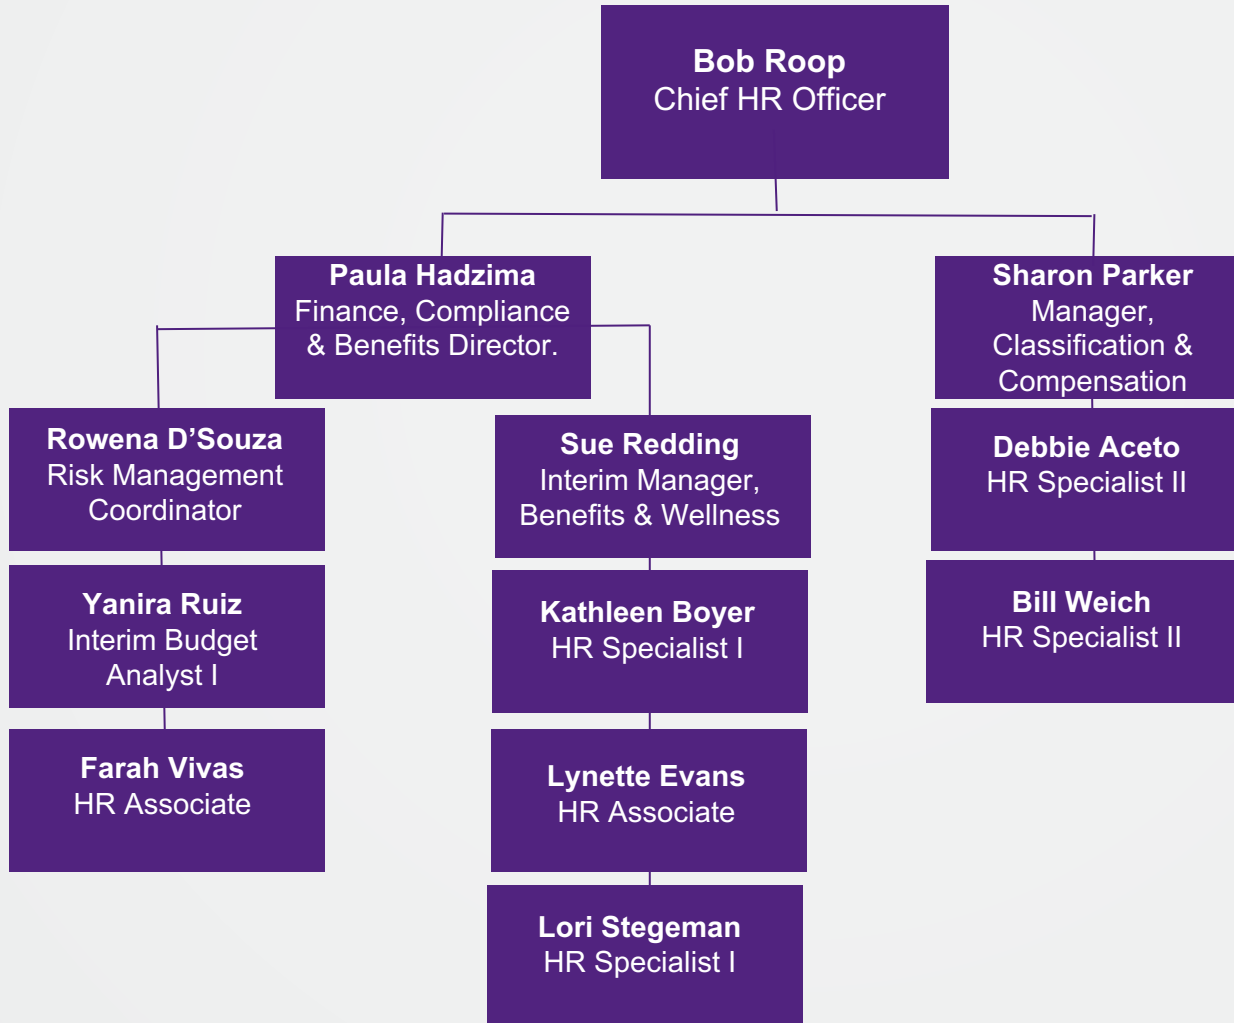 Bob Roop
Chief HR Officer
Paula Hadzima
Finance, Compliance
& Benefits Director.
Sharon Parker
Manager,
Classification &
Compensation
Rowena D’Souza
Risk Management
Coordinator
Sue Redding
Interim Manager,
Benefits & Wellness
Debbie Aceto
HR Specialist II
Yanira Ruiz
Interim Budget
Analyst I
Kathleen Boyer
HR Specialist I
Bill Weich
HR Specialist II
Farah Vivas
HR Associate
Lynette Evans
HR Associate
Lori Stegeman
HR Specialist I